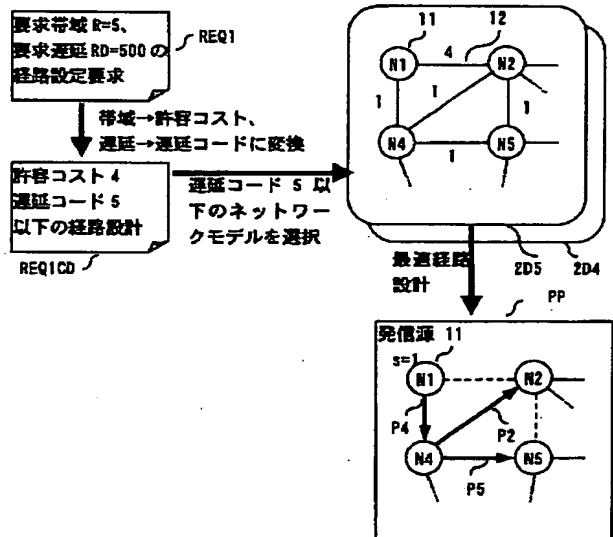 要求帯域 R=5、
要求遅延 RD=500 の
経路設定要求
REQ1
帯域→許容コスト、
遅延→遅延コードに変換
許容コスト 4
遅延コード 5
以下の経路設計
REQ1CD
遅延コード 5 以
下のネットワー
クモデルを選択
11
12
N1
4
N2
1
1
1
N4
1
N5
2D5
2D4
最適経路
設計
PP
発信源 11
s=1
N1
N2
P4
P2
N4
N5
P5